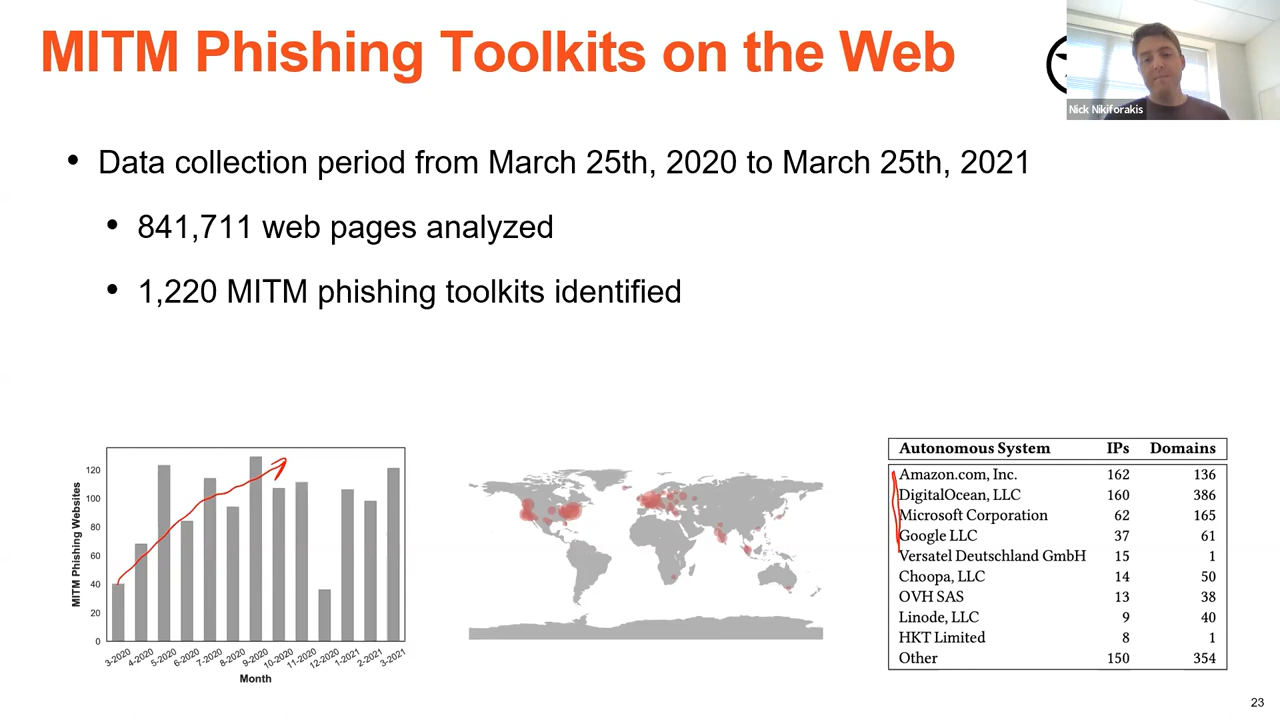 MITM Phishing Toolkits on the Web
Nick Nikiforakis
• Data collection period from March 25th, 2020 to March 25th, 2021
• 841,711 web pages analyzed
• 1,220 MITM phishing toolkits identified
MITM Phishing Websites
120
100
80
60
40
20
0
3-2020 4-2020 5-2020 6-2020 7-2020 8-2020 9-2020 10-2020 11-2020 12-2020 1-2021 2-2021 3-2021
Month
Autonomous System IPs Domains
Amazon.com, Inc. 162 136
DigitalOcean, LLC 160 386
Microsoft Corporation 62 165
Google LLC 37 61
Versatel Deutschland GmbH 15 1
Choopa, LLC 14 50
OVH SAS 13 38
Linode, LLC 9 40
HKT Limited 8 1
Other 150 354
23